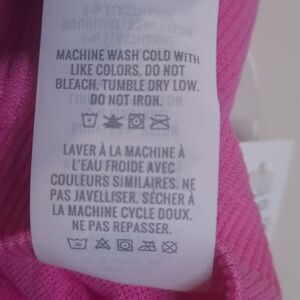 MACHINE WASH COLD WITH
LIKE COLORS. DO NOT
BLEACH. TUMBLE DRY LOW.
DO NOT IRON.
LAVER À LA MACHINE À
L'EAU FROIDE AVEC
COULEURS SIMILAIRES. NE
PAS JAVELLISER. SÉCHER À
LA MACHINE CYCLE DOUX.
NE PAS REPASSER.